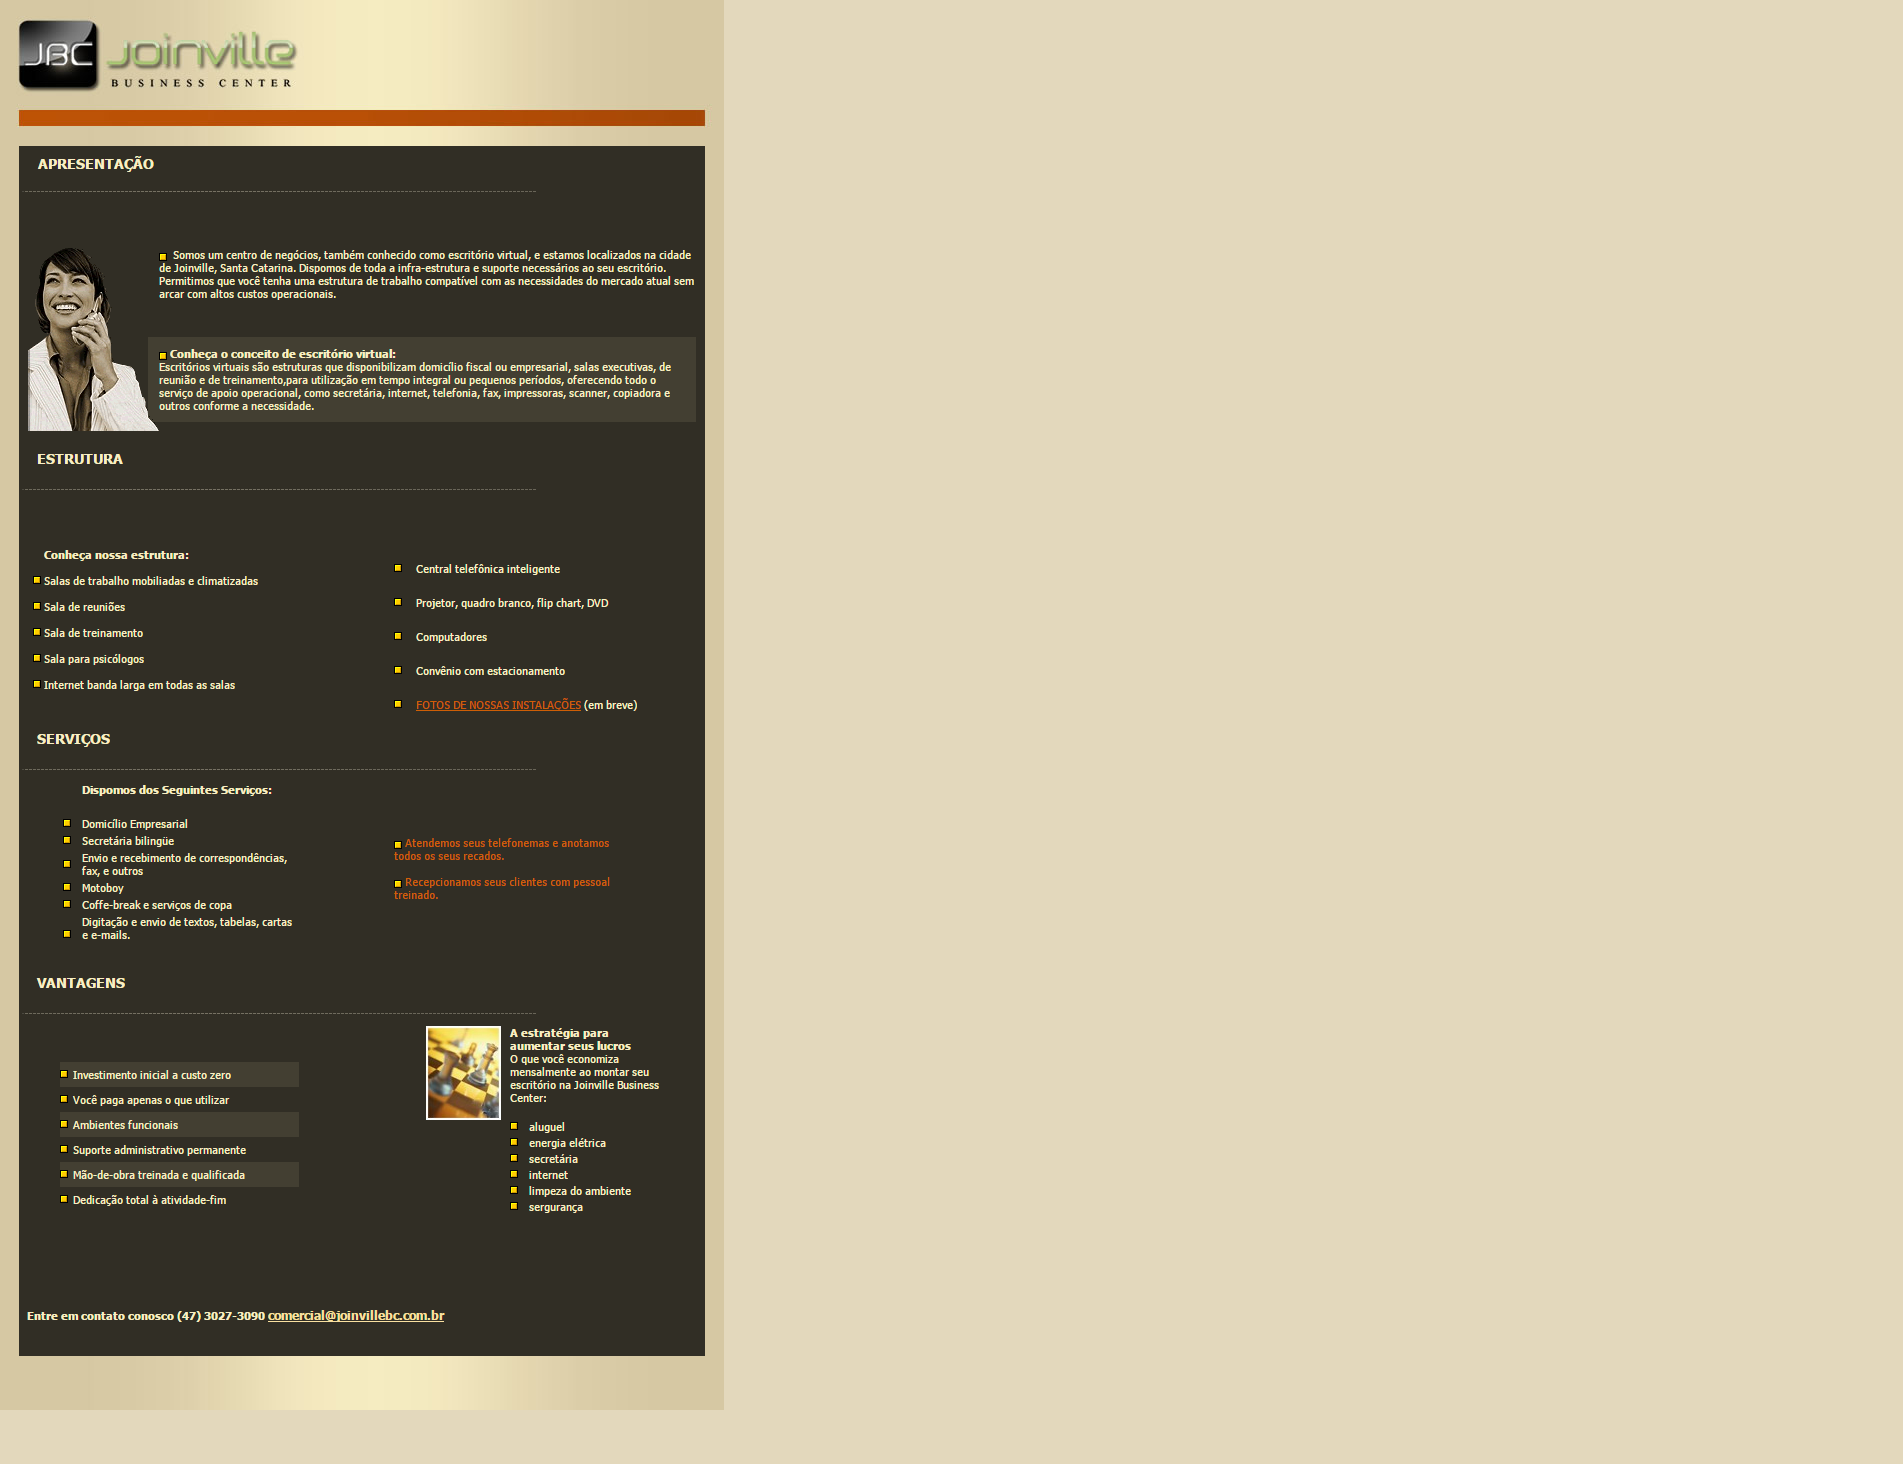 JBC Joinville
BUSINESS CENTER
APRESENTAÇÃO
Somos um centro de negócios, também conhecido como escritório virtual, e estamos localizados na cidade
de Joinville, Santa Catarina. Dispomos de toda a infra-estrutura e suporte necessários ao seu escritório.
Permitimos que você tenha uma estrutura de trabalho compatível com as necessidades do mercado atual sem
arcar com altos custos operacionais.
Conheça o conceito de escritório virtual:
Escritórios virtuais são estruturas que disponibilizam domicílio fiscal ou empresarial, salas executivas, de
reunião e de treinamento,para utilização em tempo integral ou pequenos períodos, oferecendo todo o
serviço de apoio operacional, como secretária, internet, telefonia, fax, impressoras, scanner, copiadora e
outros conforme a necessidade.
ESTRUTURA
Conheça nossa estrutura:
Salas de trabalho mobiliadas e climatizadas
Sala de reuniões
Sala de treinamento
Sala para psicólogos
Internet banda larga em todas as salas
Central telefônica inteligente
Projetor, quadro branco, flip chart, DVD
Computadores
Convênio com estacionamento
FOTOS DE NOSSAS INSTALAÇÕES (em breve)
SERVIÇOS
Dispomos dos Seguintes Serviços:
Domicílio Empresarial
Secretária bilingüe
Envio e recebimento de correspondências,
fax, e outros
Motoboy
Coffe-break e serviços de copa
Digitação e envio de textos, tabelas, cartas
e e-mails.
Atendemos seus telefonemas e anotamos
todos os seus recados.
Recepcionamos seus clientes com pessoal
treinado.
VANTAGENS
Investimento inicial a custo zero
Você paga apenas o que utilizar
Ambientes funcionais
Suporte administrativo permanente
Mão-de-obra treinada e qualificada
Dedicação total à atividade-fim
A estratégia para
aumentar seus lucros
O que você economiza
mensalmente ao montar seu
escritório na Joinville Business
Center:
aluguel
energia elétrica
secretária
internet
limpeza do ambiente
sergurança
Entre em contato conosco (47) 3027-3090 comercial@joinvillebc.com.br